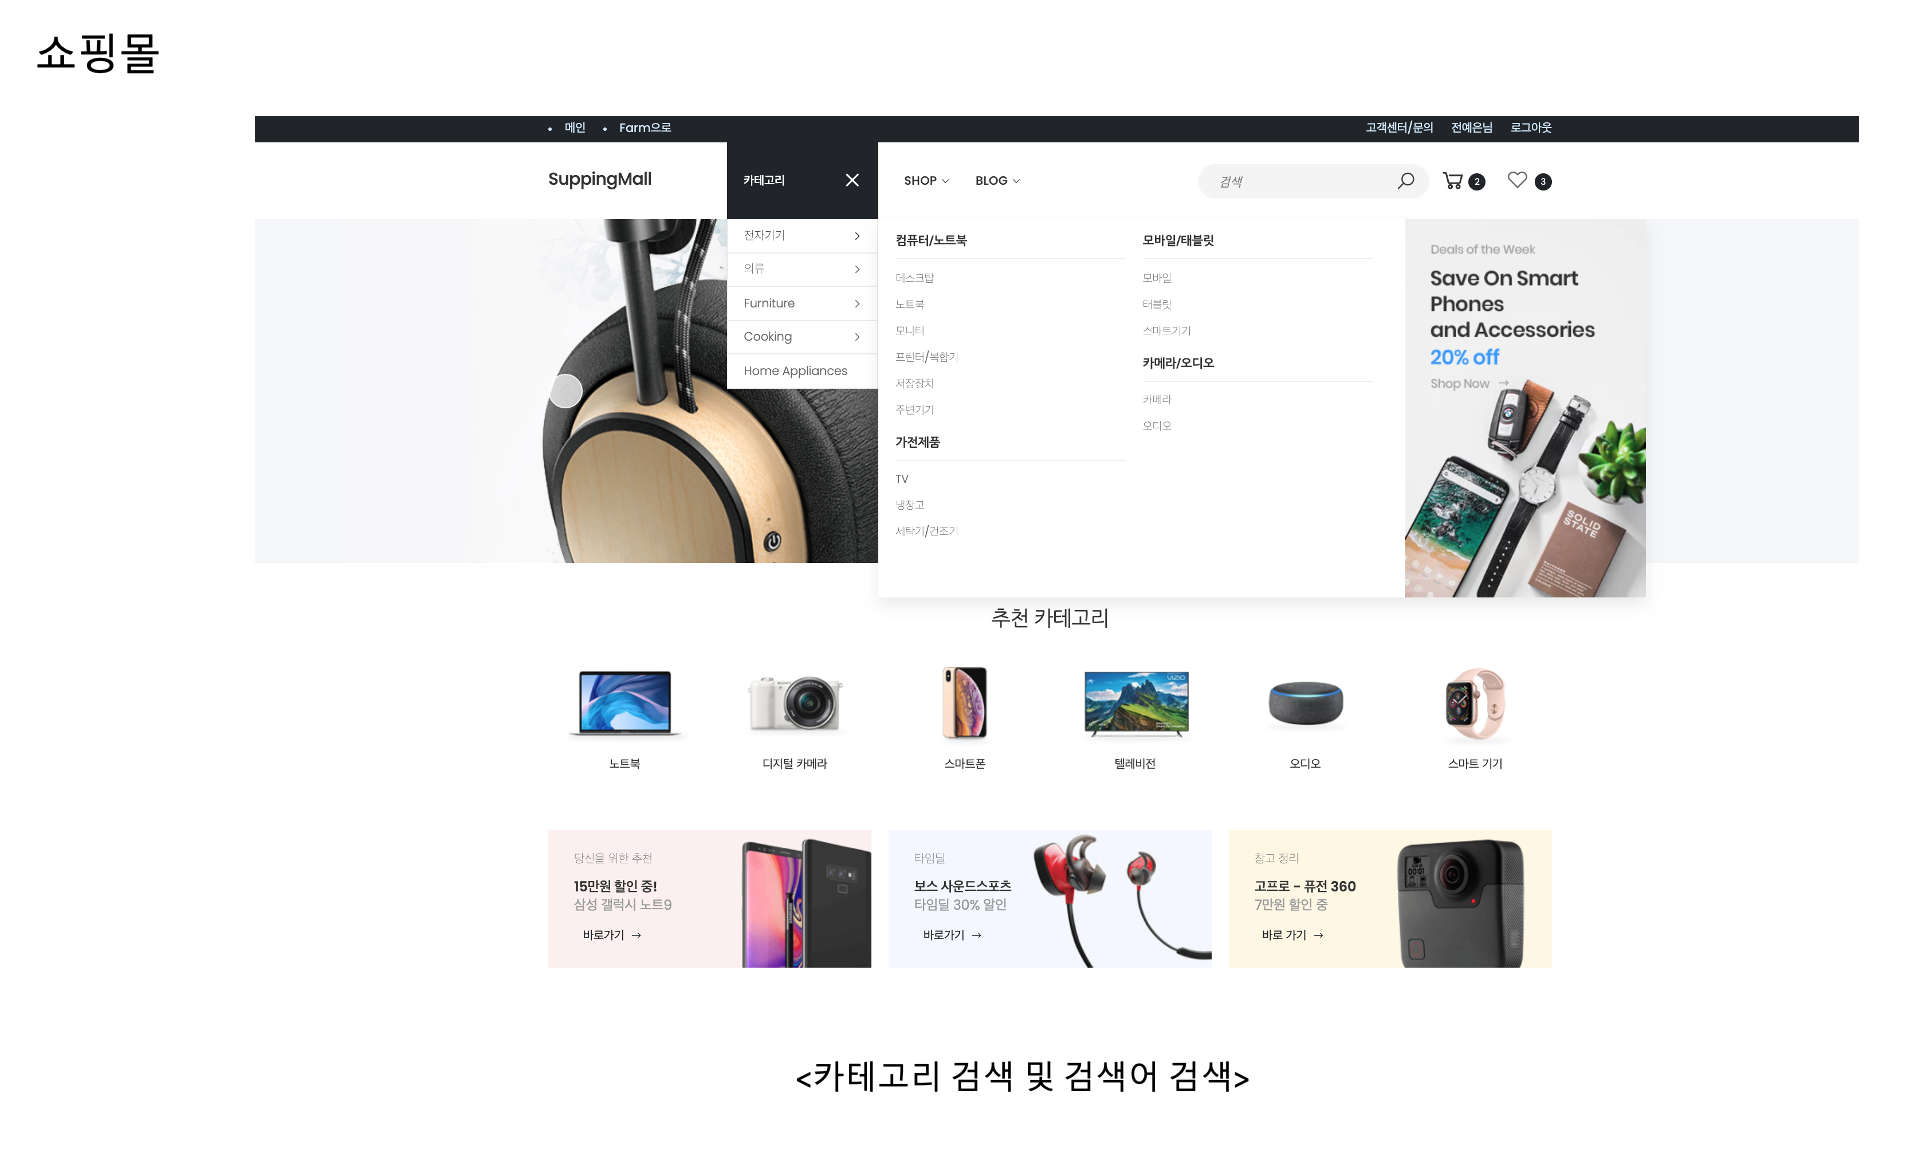 쇼핑몰
메인
Farm으로
고객센터/문의
전예은님
로그아웃
SuppingMall
카테고리
SHOP
BLOG
검색
2
3
전자기기
의류
Furniture
Cooking
Home Appliances
컴퓨터/노트북
데스크탑
노트북
모니터
프린터/복합기
저장장치
주변기기
가전제품
TV
냉장고
세탁기/건조기
모바일/태블릿
모바일
태블릿
스마트기기
카메라/오디오
카메라
오디오
Deals of the Week
Save On Smart
Phones
and Accessories
20% off
Shop Now →
SOLID
STATE
추천 카테고리
VIZIO
노트북
디지털 카메라
스마트폰
텔레비전
오디오
스마트 기기
당신을 위한 추천
15만원 할인 중!
삼성 갤럭시 노트9
바로가기 →
타임딜
보스 사운드스포츠
타임딜 30% 할인
바로가기 →
창고 정리
고프로 - 퓨전 360
7만원 할인 중
바로 가기 →
00:01
<카테고리 검색 및 검색어 검색>